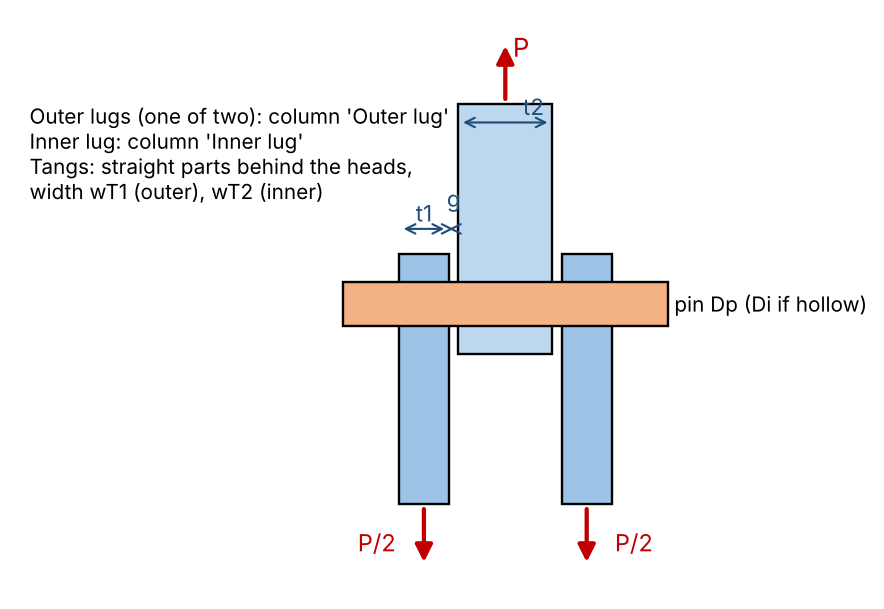 P
t2
Outer lugs (one of two): column 'Outer lug'
Inner lug: column 'Inner lug'
Tangs: straight parts behind the heads,
width wT1 (outer), wT2 (inner)
g
t1
pin Dp (Di if hollow)
P/2
P/2